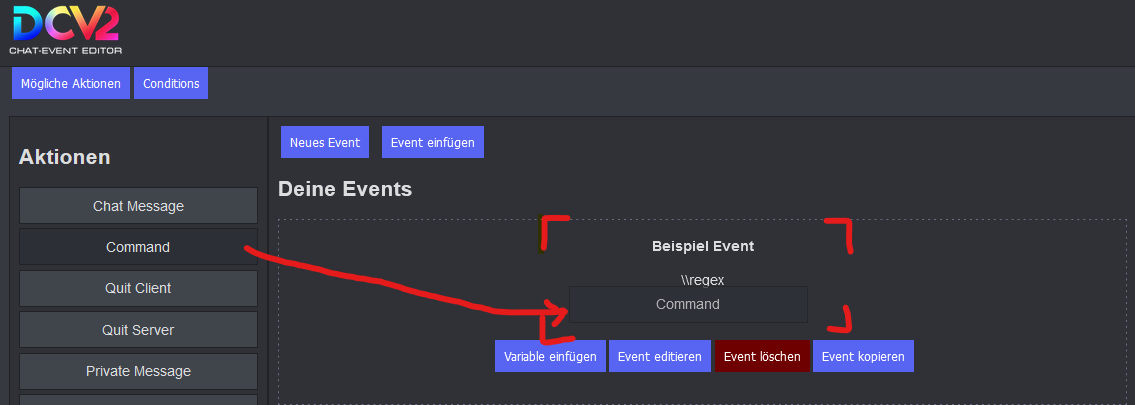 DCV2
CHAT-EVENT EDITOR
Mögliche Aktionen
Conditions
Aktionen
Chat Message
Command
Quit Client
Quit Server
Private Message
Neues Event
Event einfügen
Deine Events
Beispiel Event
\\regex
Command
Variable einfügen
Event editieren
Event löschen
Event kopieren